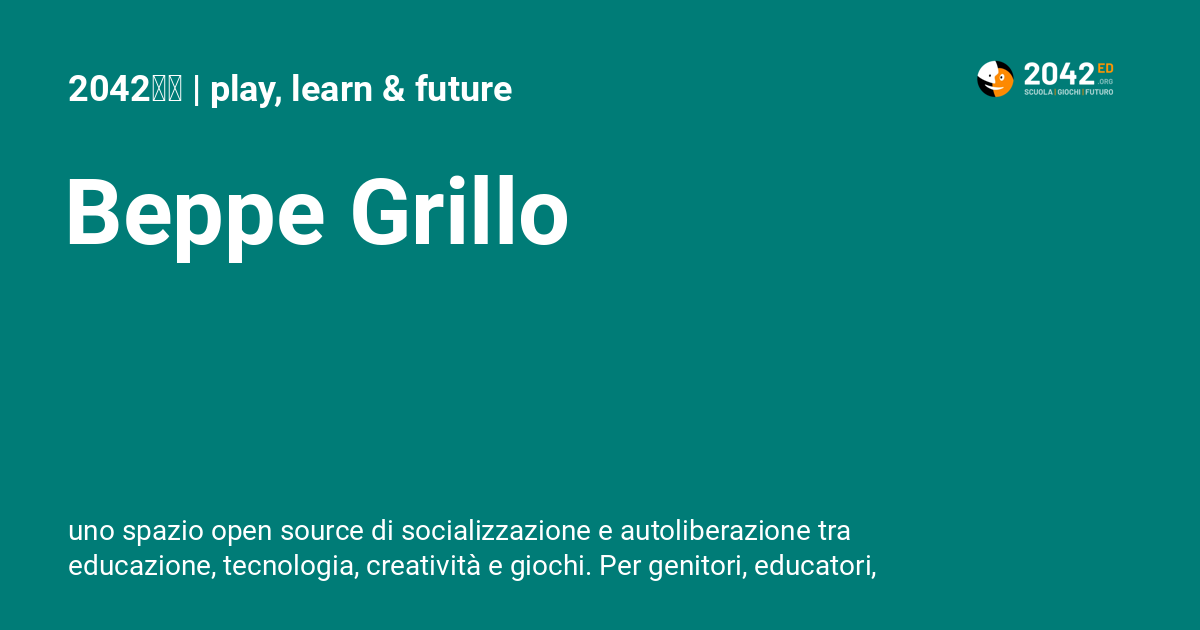 2042 | play, learn & future
2042 ED
.ORG
SCUOLA | GIOCHI | FUTURO
Beppe Grillo
uno spazio open source di socializzazione e autoliberazione tra
educazione, tecnologia, creatività e giochi. Per genitori, educatori,